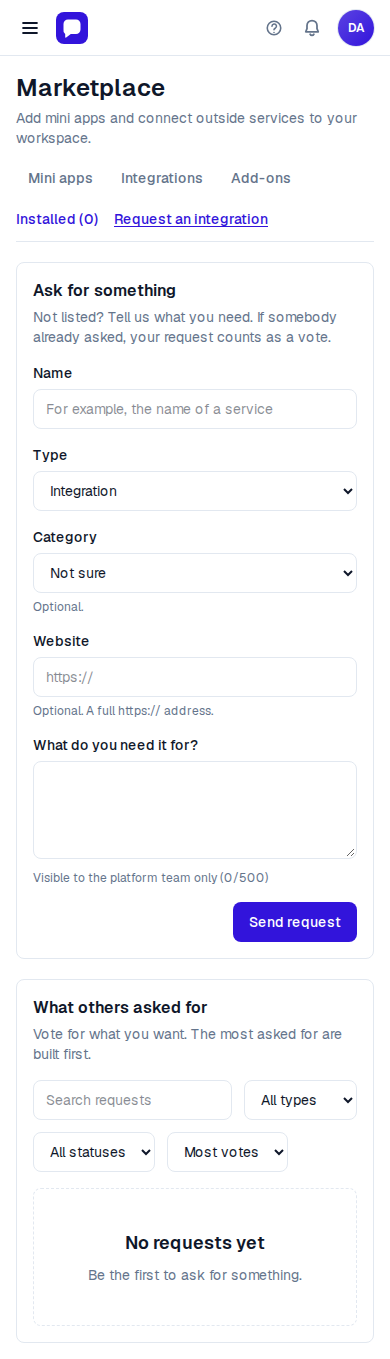 DA
Marketplace
Add mini apps and connect outside services to your
workspace.
Mini apps Integrations Add-ons
Installed (0) Request an integration
Ask for something
Not listed? Tell us what you need. If somebody
already asked, your request counts as a vote.
Name
For example, the name of a service
Type
Integration
Category
Not sure
Optional.
Website
https://
Optional. A full https:// address.
What do you need it for?
Visible to the platform team only (0/500)
Send request
What others asked for
Vote for what you want. The most asked for are
built first.
Search requests All types
All statuses Most votes
No requests yet
Be the first to ask for something.